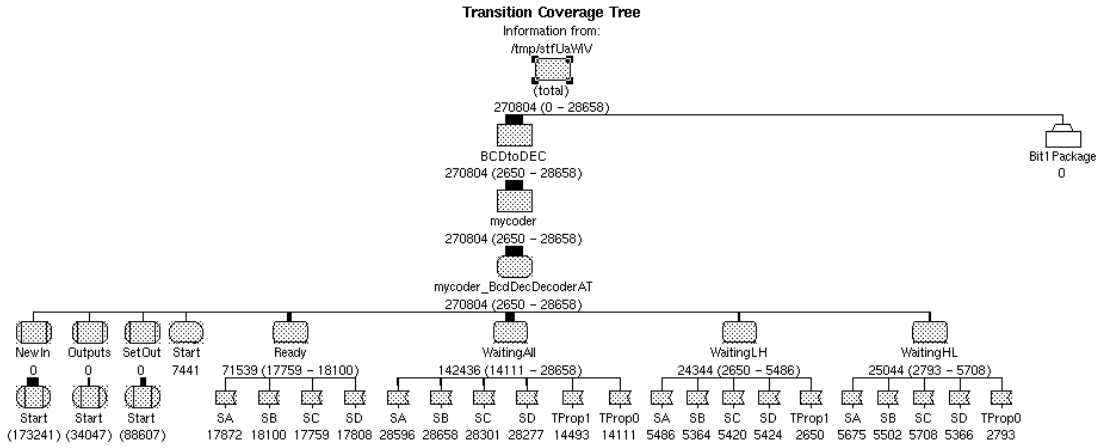 Transition Coverage Tree
Information from:
/tmp/stfUaWiV
(total)
270804 (0 – 28658)
BCDtoDEC
270804 (2650 – 28658)
Bit1Package
0
mycoder
270804 (2650 – 28658)
mycoder_BcdDecDecoderAT
270804 (2650 – 28658)
NewIn Outputs SetOut Start Ready WaitingAll WaitingLH WaitingHL
0 0 0 7441 71539 (17759 – 18100) 142436 (14111 – 28658) 24344 (2650 – 5486) 25044 (2793 – 5708)
Start Start Start SA SB SC SD SA SB SC SD TProp1 TProp0 SA SB SC SD TProp1 SA SB SC SD TProp0
(173241) (34047) (88607) 17872 18100 17759 17808 28596 28658 28301 28277 14493 14111 5486 5364 5420 5424 2650 5675 5502 5708 5366 2793